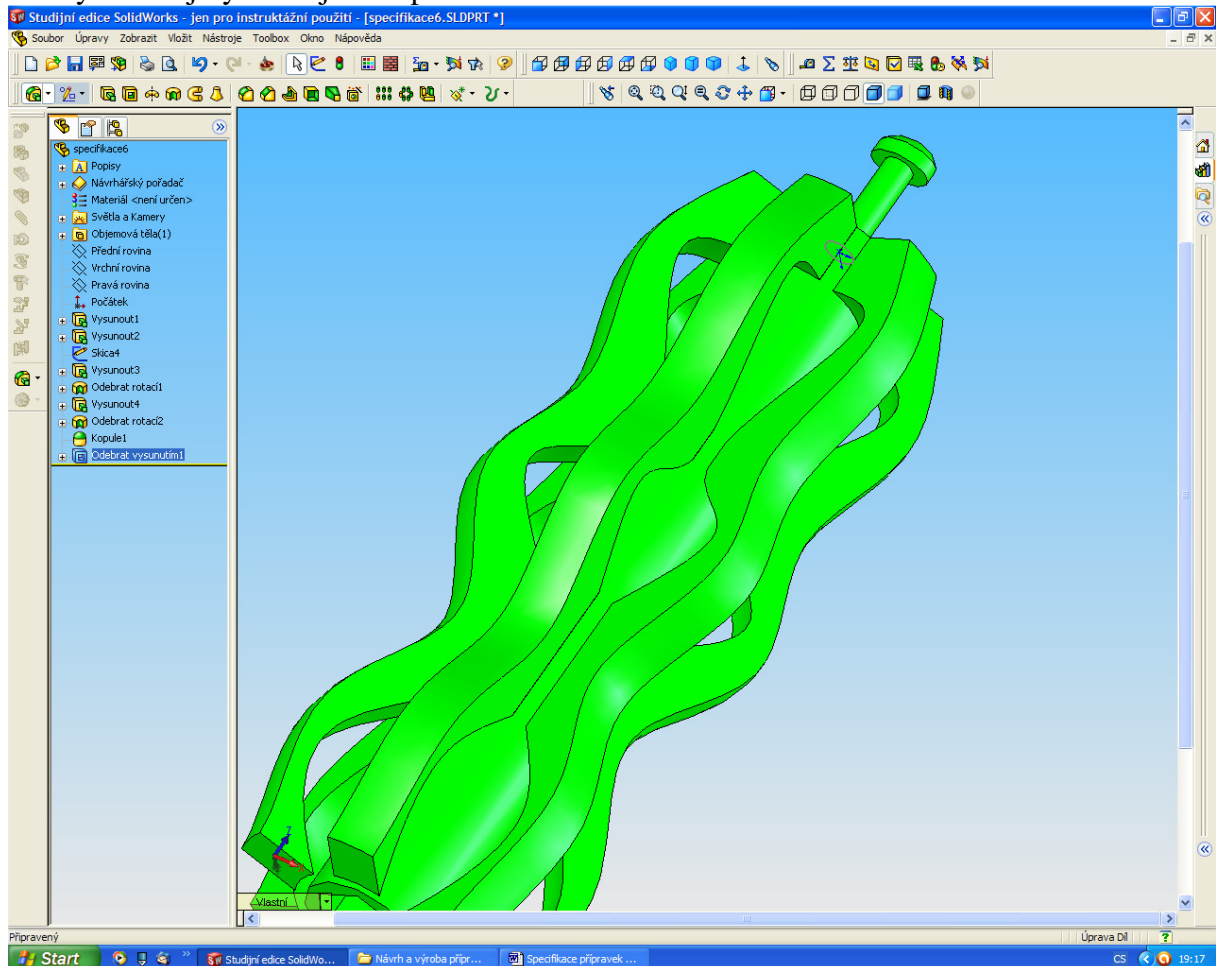 Studijní edice SolidWorks - jen pro instruktážní použití - [specifikace6.SLDPRT *]
Soubor Úpravy Zobrazit Vložit Nástroje Toolbox Okno Nápověda
specifikace6
Popisy
Návrhářský pořadač
Materiál <není určen>
Světla a Kamery
Objemová těla(1)
Přední rovina
Vrchní rovina
Pravá rovina
Počátek
Vysunout1
Vysunout2
Skica4
Vysunout3
Odebrat rotací1
Vysunout4
Odebrat rotací2
Kopule1
Odebrat vysunutím1
Z
Vlastní
Připravený
Úprava Díl
Start
Studijní edice SolidWo...
Návrh a výroba přípr...
Specifikace přípravek ...
CS
19:17